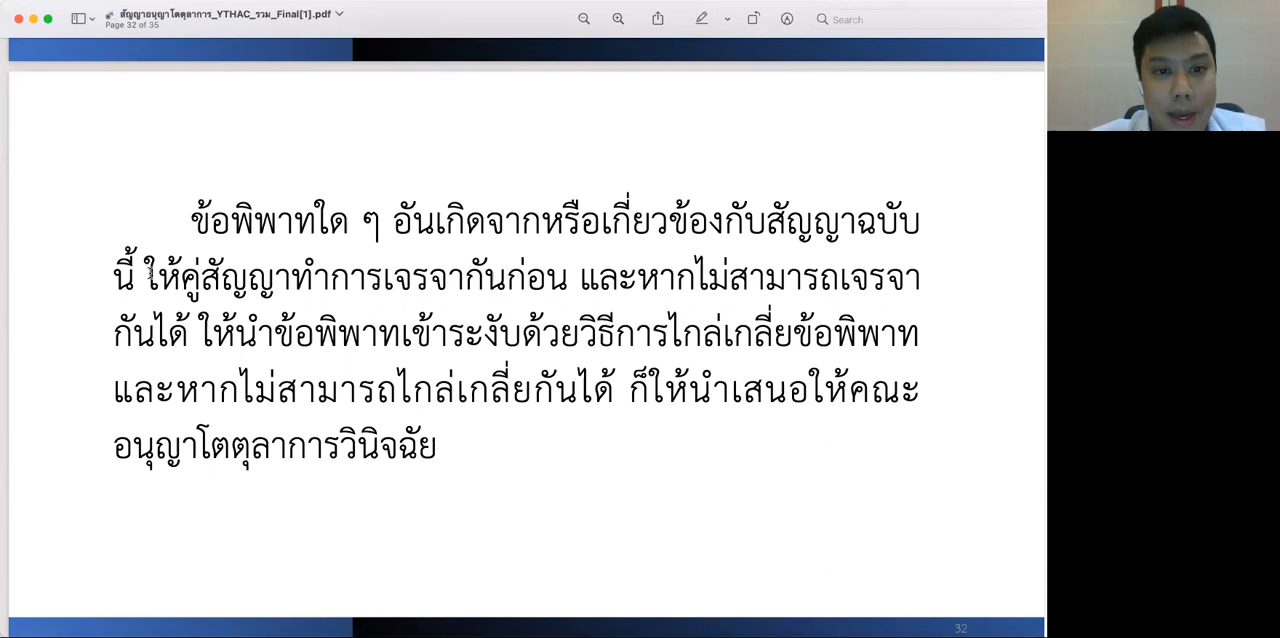 สัญญาอนุญาโตตุลาการ_YTHAC_รวม_Final[1].pdf
Page 32 of 35
Search
ข้อพิพาทใด ๆ อันเกิดจากหรือเกี่ยวข้องกับสัญญาฉบับ
นี้ ให้คู่สัญญาทำการเจรจากันก่อน และหากไม่สามารถเจรจา
กันได้ ให้นำข้อพิพาทเข้าระงับด้วยวิธีการไกล่เกลี่ยข้อพิพาท
และหากไม่สามารถไกล่เกลี่ยกันได้ ก็ให้นำเสนอให้คณะ
อนุญาโตตุลาการวินิจฉัย
32